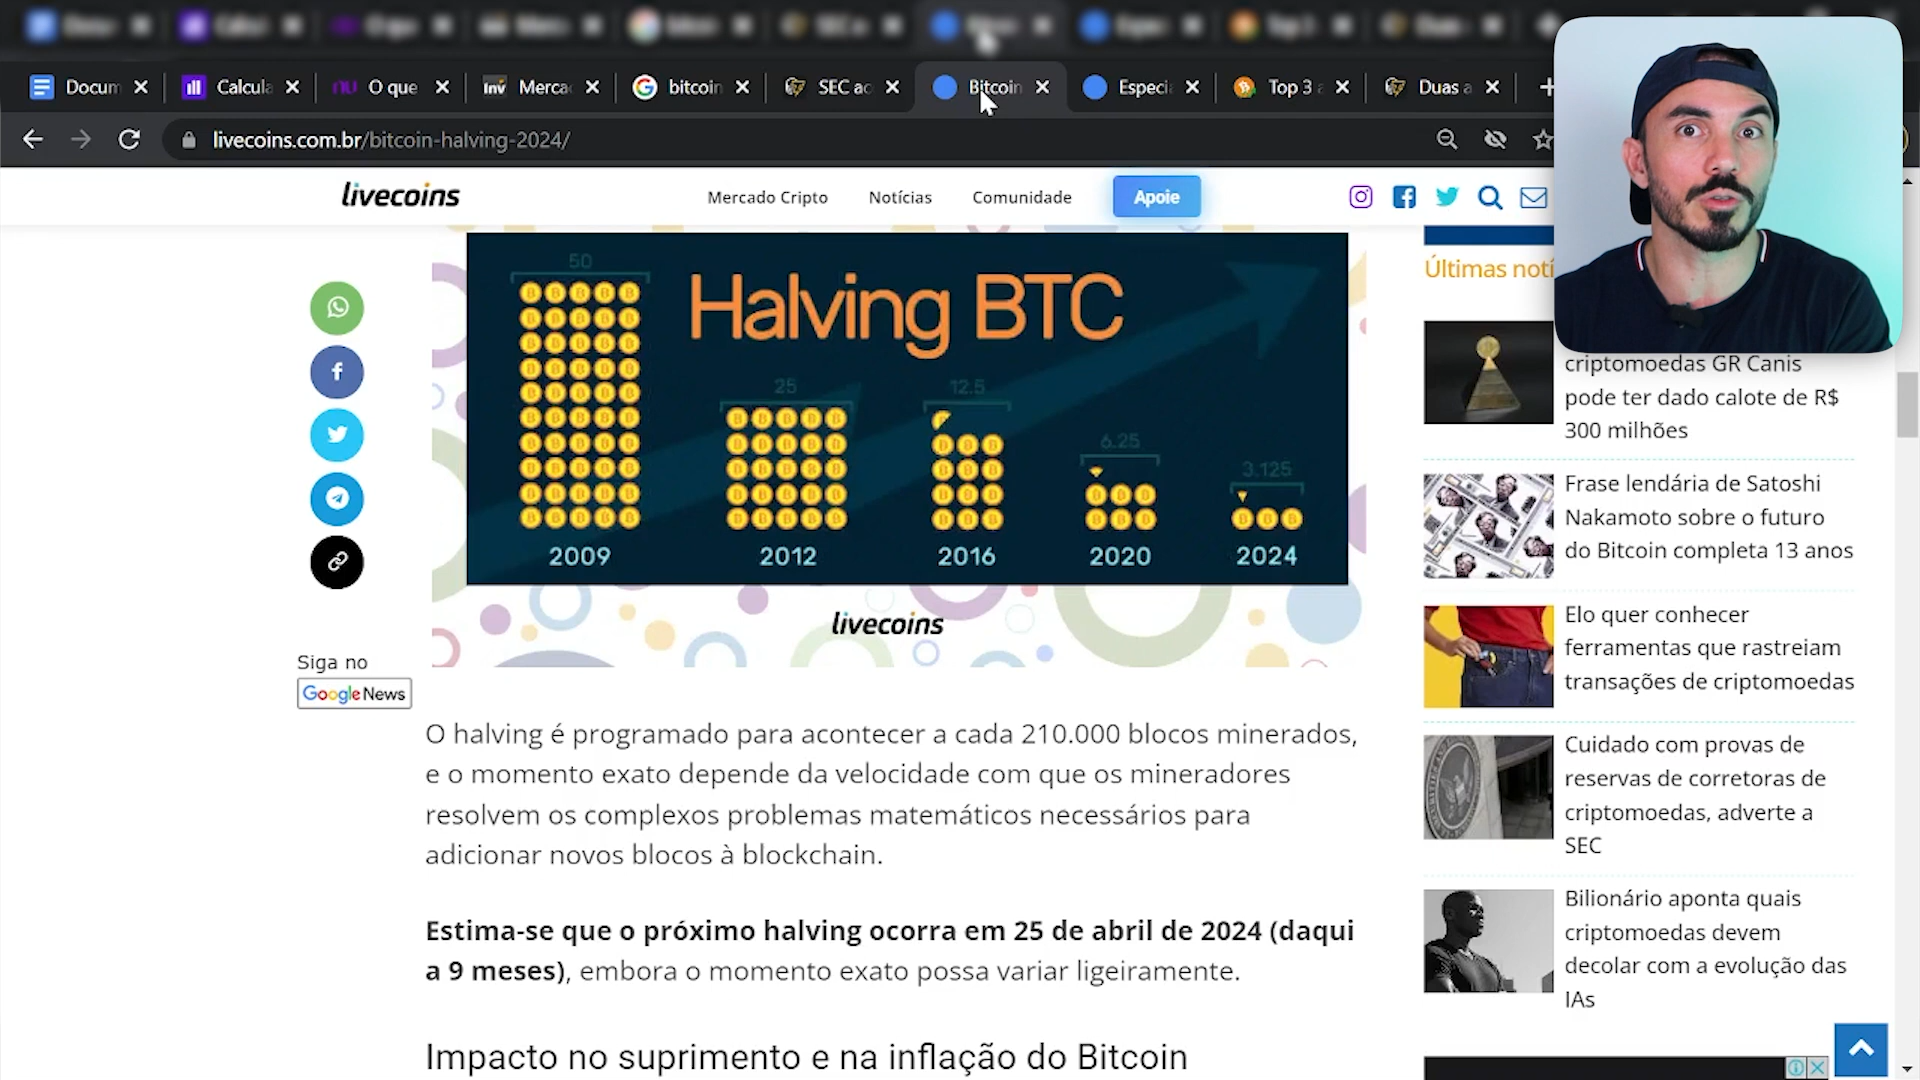 Docum
Calcula
O que
Merca
bitcoin
SEC ac
Bitcoin
Especi
Top 3 a
Duas a
livecoins.com.br/bitcoin-halving-2024/
livecoins
Mercado Cripto
Notícias
Comunidade
Apoie
Halving BTC
50
25
12.5
6.25
3.125
2009
2012
2016
2020
2024
livecoins
Siga no
Google News
O halving é programado para acontecer a cada 210.000 blocos minerados,
e o momento exato depende da velocidade com que os mineradores
resolvem os complexos problemas matemáticos necessários para
adicionar novos blocos à blockchain.
Estima-se que o próximo halving ocorra em 25 de abril de 2024 (daqui
a 9 meses), embora o momento exato possa variar ligeiramente.
Impacto no suprimento e na inflação do Bitcoin
Últimas notí
criptomoedas GR Canis
pode ter dado calote de R$
300 milhões
Frase lendária de Satoshi
Nakamoto sobre o futuro
do Bitcoin completa 13 anos
Elo quer conhecer
ferramentas que rastreiam
transações de criptomoedas
Cuidado com provas de
reservas de corretoras de
criptomoedas, adverte a
SEC
Bilionário aponta quais
criptomoedas devem
decolar com a evolução das
IAs